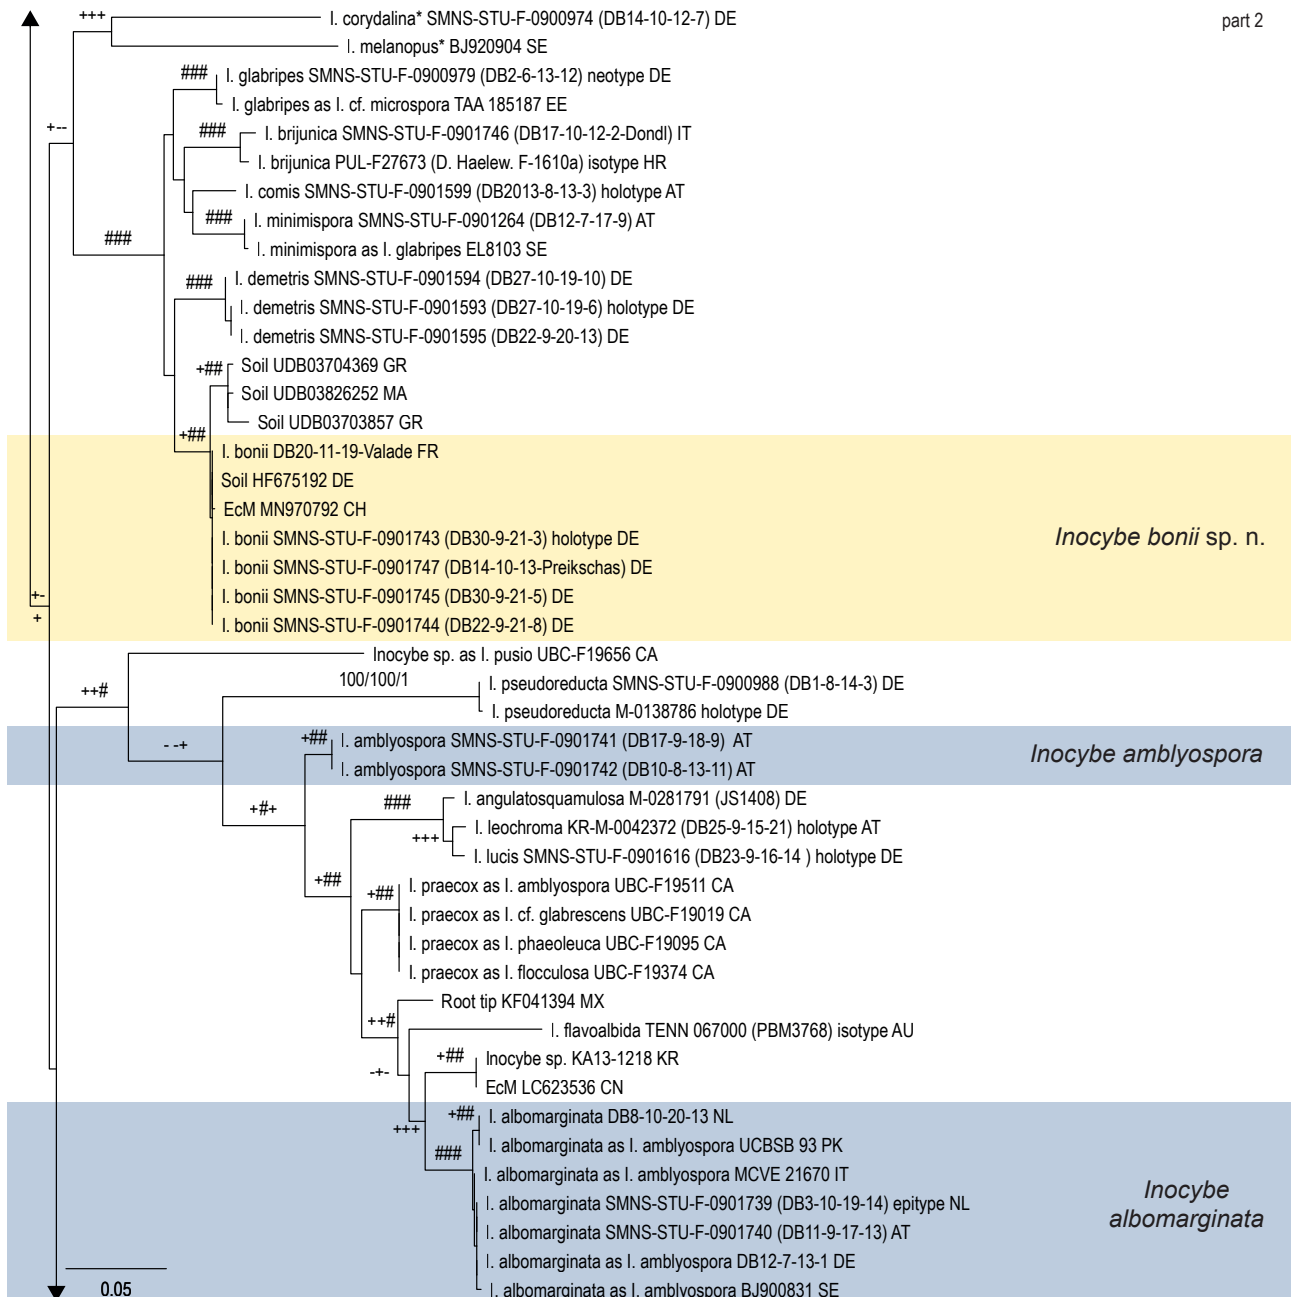 +++
I. corydalina* SMNS-STU-F-0900974 (DB14-10-12-7) DE
part 2
I. melanopus* BJ920904 SE
###
I. glabripes SMNS-STU-F-0900979 (DB2-6-13-12) neotype DE
I. glabripes as I. cf. microspora TAA 185187 EE
+--
###
I. brijunica SMNS-STU-F-0901746 (DB17-10-12-2-Dondl) IT
I. brijunica PUL-F27673 (D. Haelew. F-1610a) isotype HR
I. comis SMNS-STU-F-0901599 (DB2013-8-13-3) holotype AT
###
I. minimispora SMNS-STU-F-0901264 (DB12-7-17-9) AT
###
I. minimispora as I. glabripes EL8103 SE
###
I. demetris SMNS-STU-F-0901594 (DB27-10-19-10) DE
I. demetris SMNS-STU-F-0901593 (DB27-10-19-6) holotype DE
I. demetris SMNS-STU-F-0901595 (DB22-9-20-13) DE
+##
Soil UDB03704369 GR
Soil UDB03826252 MA
Soil UDB03703857 GR
+##
I. bonii DB20-11-19-Valade FR
Soil HF675192 DE
EcM MN970792 CH
I. bonii SMNS-STU-F-0901743 (DB30-9-21-3) holotype DE
Inocybe bonii sp. n.
I. bonii SMNS-STU-F-0901747 (DB14-10-13-Preikschas) DE
I. bonii SMNS-STU-F-0901745 (DB30-9-21-5) DE
+-
+
I. bonii SMNS-STU-F-0901744 (DB22-9-21-8) DE
Inocybe sp. as I. pusio UBC-F19656 CA
++#
100/100/1
I. pseudoreducta SMNS-STU-F-0900988 (DB1-8-14-3) DE
I. pseudoreducta M-0138786 holotype DE
- -+
+##
I. amblyospora SMNS-STU-F-0901741 (DB17-9-18-9) AT
Inocybe amblyospora
I. amblyospora SMNS-STU-F-0901742 (DB10-8-13-11) AT
+#+
###
I. angulatosquamulosa M-0281791 (JS1408) DE
I. leochroma KR-M-0042372 (DB25-9-15-21) holotype AT
+++
I. lucis SMNS-STU-F-0901616 (DB23-9-16-14 ) holotype DE
+##
+##
I. praecox as I. amblyospora UBC-F19511 CA
I. praecox as I. cf. glabrescens UBC-F19019 CA
I. praecox as I. phaeoleuca UBC-F19095 CA
I. praecox as I. flocculosa UBC-F19374 CA
Root tip KF041394 MX
++#
I. flavoalbida TENN 067000 (PBM3768) isotype AU
+##
Inocybe sp. KA13-1218 KR
-+-
EcM LC623536 CN
+##
I. albomarginata DB8-10-20-13 NL
+++
I. albomarginata as I. amblyospora UCBSB 93 PK
###
I. albomarginata as I. amblyospora MCVE 21670 IT
I. albomarginata SMNS-STU-F-0901739 (DB3-10-19-14) epitype NL
Inocybe
albomarginata
I. albomarginata SMNS-STU-F-0901740 (DB11-9-17-13) AT
I. albomarginata as I. amblyospora DB12-7-13-1 DE
0.05
I. albomarginata as I. amblyospora BJ900831 SE